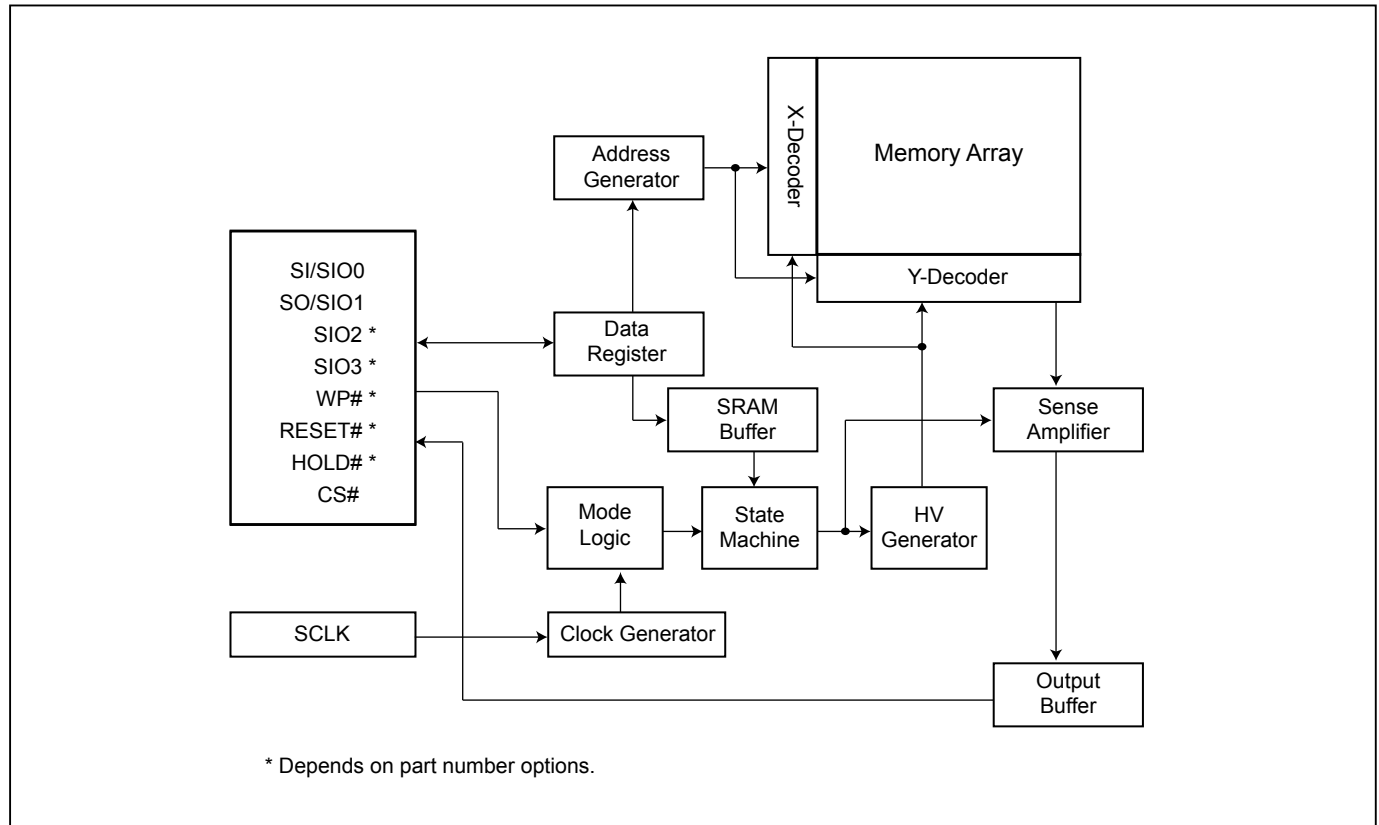 X-Decoder
Memory Array
Address
Generator
Y-Decoder
SI/SIO0
SO/SIO1
SIO2 *
SIO3 *
WP# *
RESET# *
HOLD# *
CS#
Data
Register
SRAM
Buffer
Sense
Amplifier
Mode
Logic
State
Machine
HV
Generator
SCLK
Clock Generator
Output
Buffer
* Depends on part number options.